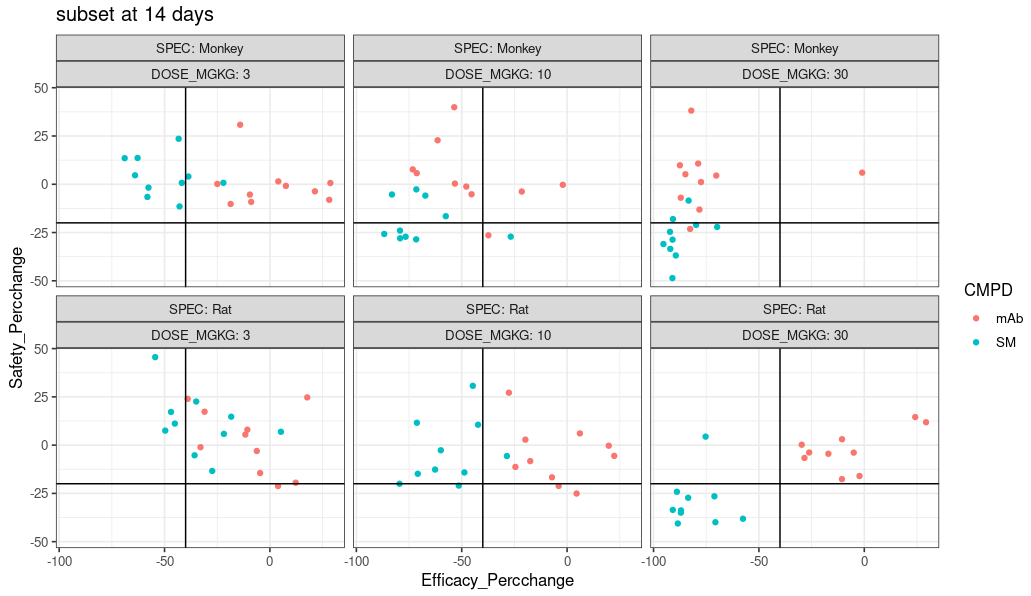 subset at 14 days
SPEC: Monkey
SPEC: Monkey
SPEC: Monkey
DOSE_MGKG: 3
DOSE_MGKG: 10
DOSE_MGKG: 30
50
25
0
-25
-50
SPEC: Rat
SPEC: Rat
SPEC: Rat
DOSE_MGKG: 3
DOSE_MGKG: 10
DOSE_MGKG: 30
50
25
0
-25
-50
-100 -50 0 -100 -50 0 -100 -50 0
Efficacy_Percchange
Safety_Percchange
CMPD
mAb
SM